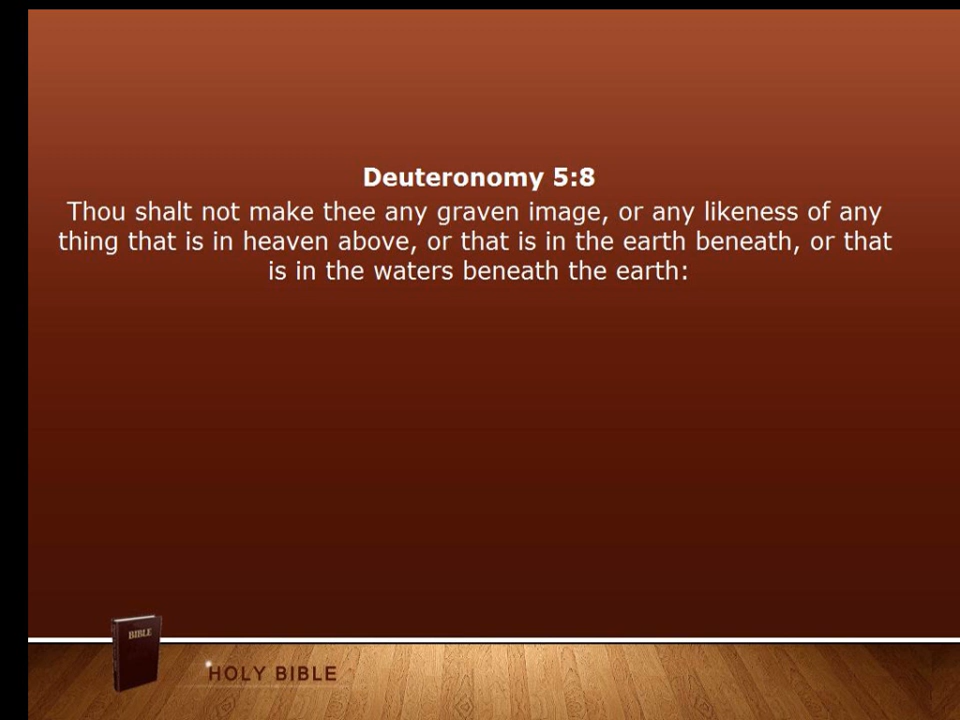 Deuteronomy 5:8
Thou shalt not make thee any graven image, or any likeness of any
thing that is in heaven above, or that is in the earth beneath, or that
is in the waters beneath the earth:
BIBLE
HOLY BIBLE